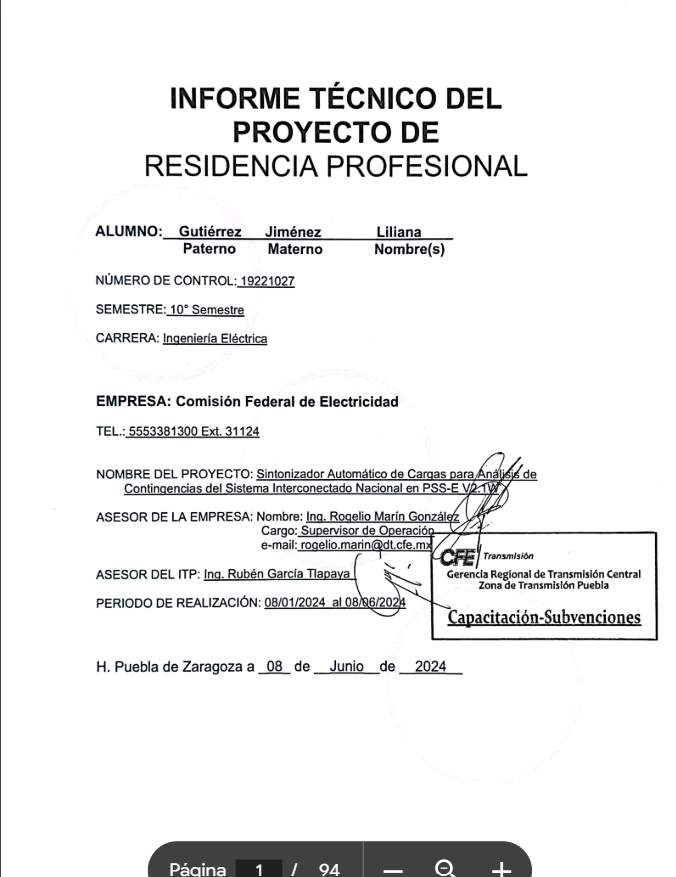 INFORME TÉCNICO DEL
PROYECTO DE
RESIDENCIA PROFESIONAL
ALUMNO: Gutiérrez Jiménez Liliana
Paterno Materno Nombre(s)
NÚMERO DE CONTROL: 19221027
SEMESTRE: 10° Semestre
CARRERA: Ingeniería Eléctrica
EMPRESA: Comisión Federal de Electricidad
TEL.: 5553381300 Ext. 31124
NOMBRE DEL PROYECTO: Sintonizador Automático de Cargas para Análisis de
Contingencias del Sistema Interconectado Nacional en PSS-E V2.1W
ASESOR DE LA EMPRESA: Nombre: Ing. Rogelio Marín González
Cargo: Supervisor de Operación
e-mail: rogelio.marin@dt.cfe.mx
CFE Transmisión
Gerencia Regional de Transmisión Central
Zona de Transmisión Puebla
Capacitación-Subvenciones
ASESOR DEL ITP: Ing. Rubén García Tlapaya
PERIODO DE REALIZACIÓN: 08/01/2024 al 08/06/2024
H. Puebla de Zaragoza a 08 de Junio de 2024
Página 1 / 94